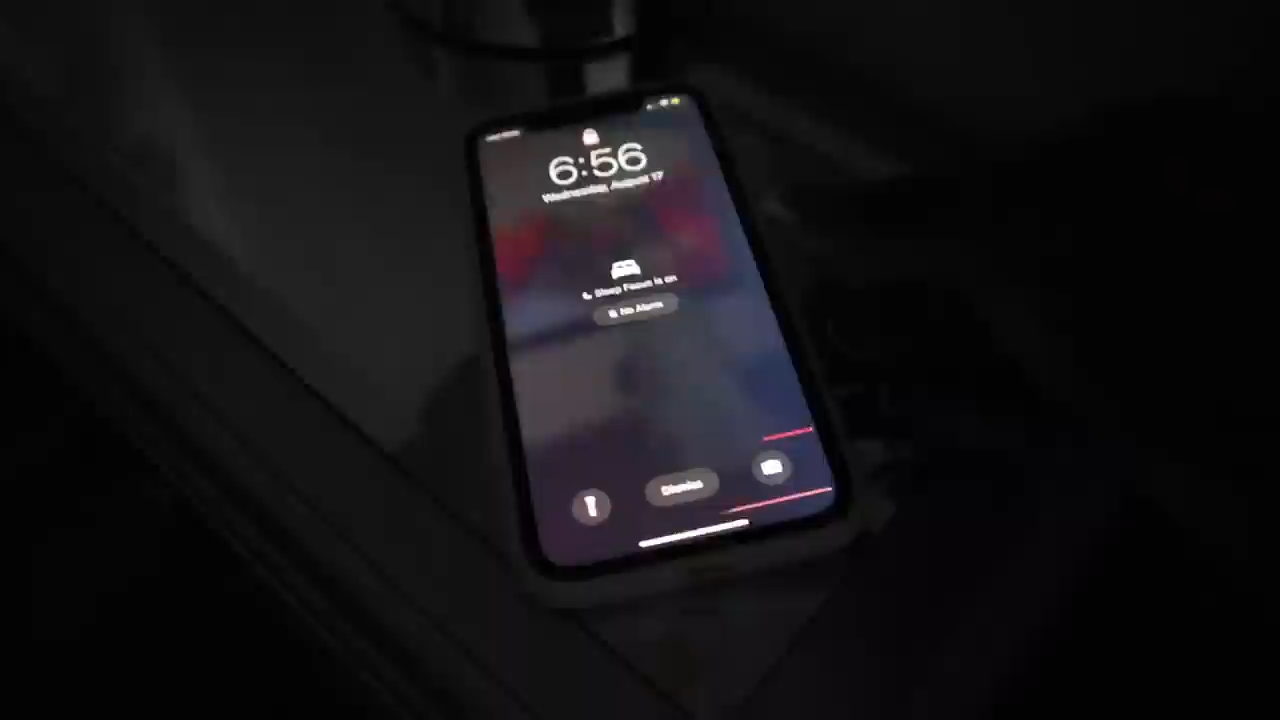 6:56
Wednesday, August 17
Sleep Focus is on
No Alarm
Dismiss